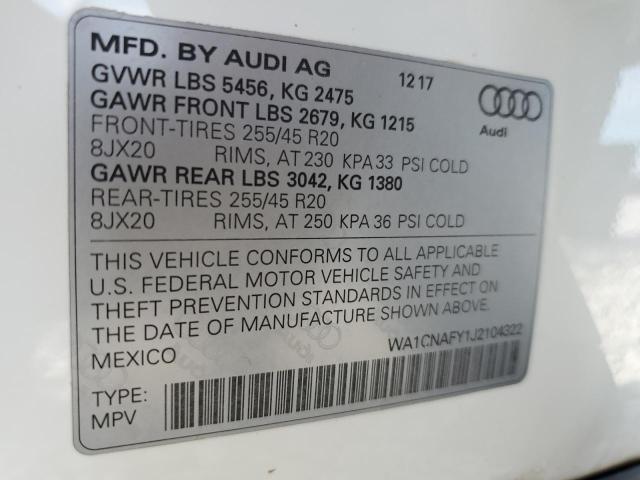 MFD. BY AUDI AG 12 17
GVWR LBS 5456, KG 2475
GAWR FRONT LBS 2679, KG 1215
FRONT-TIRES 255/45 R20
8JX20 RIMS, AT 230 KPA 33 PSI COLD
GAWR REAR LBS 3042, KG 1380
REAR-TIRES 255/45 R20
8JX20 RIMS, AT 250 KPA 36 PSI COLD
Audi
THIS VEHICLE CONFORMS TO ALL APPLICABLE
U.S. FEDERAL MOTOR VEHICLE SAFETY AND
THEFT PREVENTION STANDARDS IN EFFECT ON
THE DATE OF MANUFACTURE SHOWN ABOVE.
MEXICO WA1CNAFY1J2104322
TYPE:
MPV